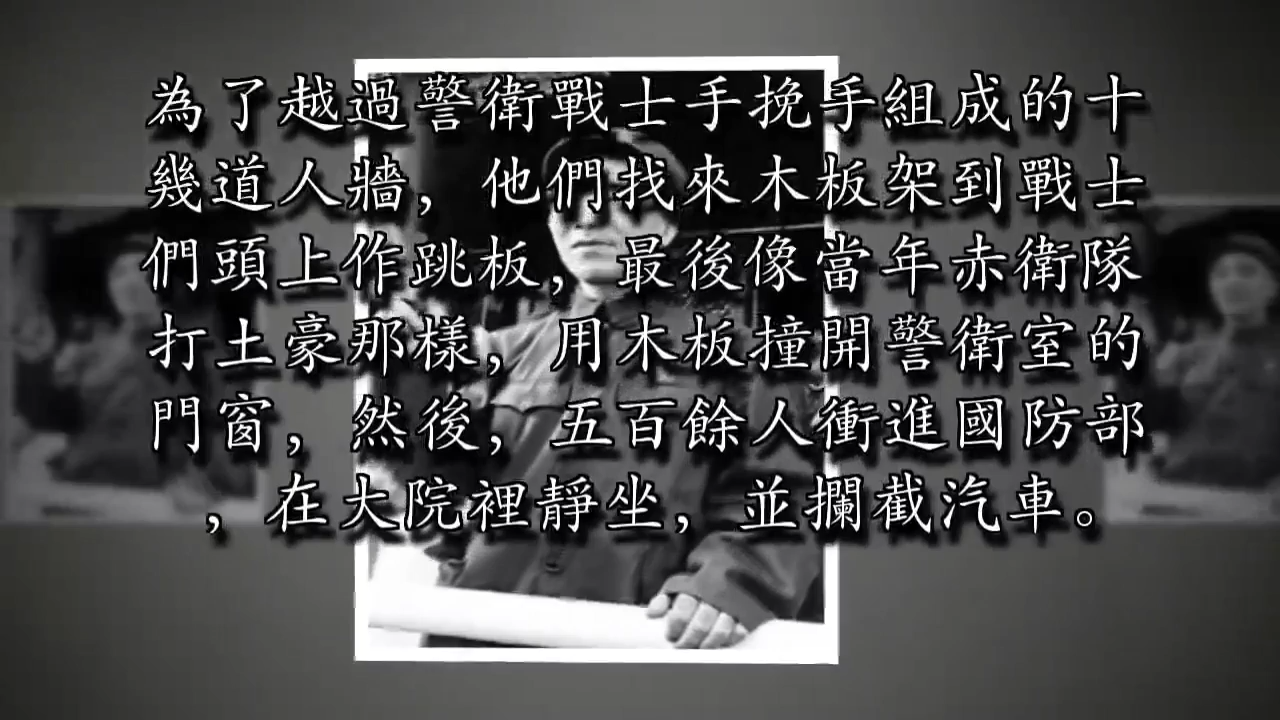 為了越過警衛戰士手挽手組成的十
幾道人牆，他們找來木板架到戰士
們頭上作跳板，最後像當年赤衛隊
打土豪那樣，用木板撞開警衛室的
門窗，然後，五百餘人衝進國防部
，在大院裡靜坐，並攔截汽車。